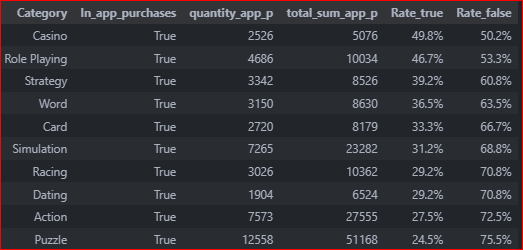 Category In_app_purchases quantity_app_p total_sum_app_p Rate_true Rate_false
Casino True 2526 5076 49.8% 50.2%
Role Playing True 4686 10034 46.7% 53.3%
Strategy True 3342 8526 39.2% 60.8%
Word True 3150 8630 36.5% 63.5%
Card True 2720 8179 33.3% 66.7%
Simulation True 7265 23282 31.2% 68.8%
Racing True 3026 10362 29.2% 70.8%
Dating True 1904 6524 29.2% 70.8%
Action True 7573 27555 27.5% 72.5%
Puzzle True 12558 51168 24.5% 75.5%